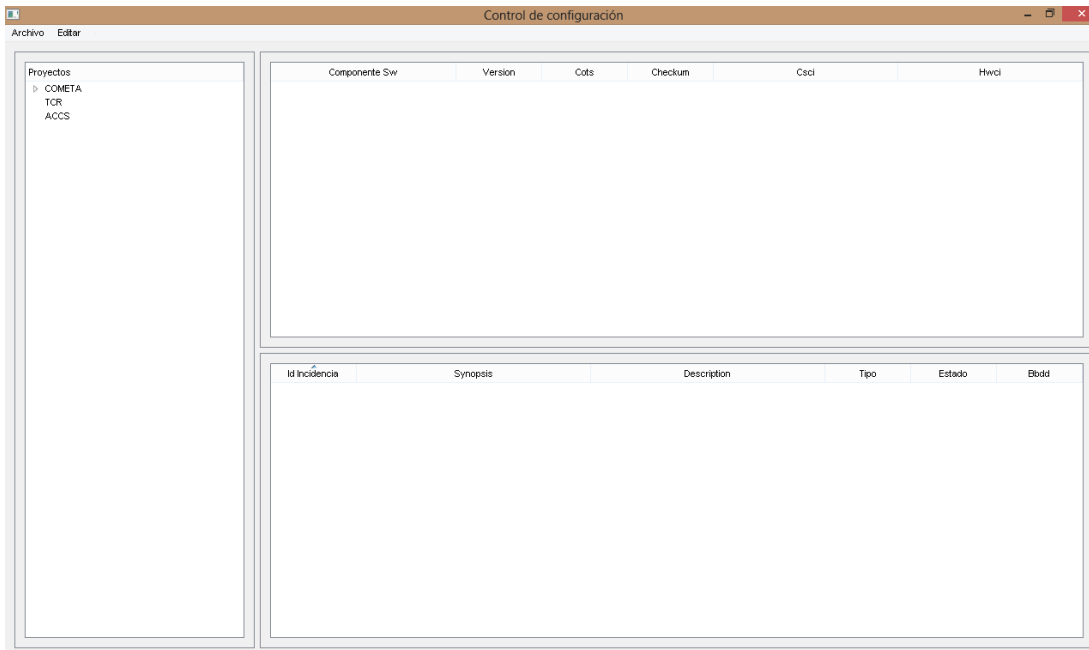 Control de configuración
Archivo Editar
Proyectos
COMETA
TCR
ACCS
Componente Sw Version Cots Checkum Csci Hwci
Id Incidencia Synopsis Description Tipo Estado Bbdd